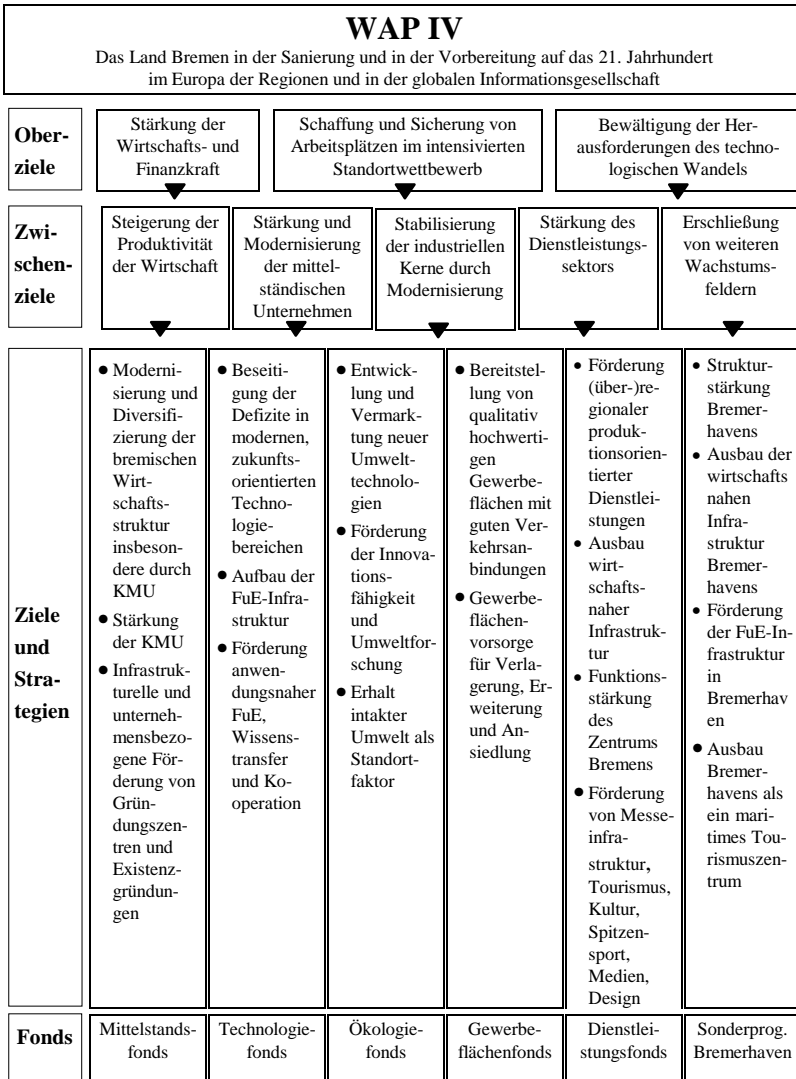 WAP IV
Das Land Bremen in der Sanierung und in der Vorbereitung auf das 21. Jahrhundert
im Europa der Regionen und in der globalen Informationsgesellschaft
Ober-
ziele
Stärkung der
Wirtschafts- und
Finanzkraft
Schaffung und Sicherung von
Arbeitsplätzen im intensivierten
Standortwettbewerb
Bewältigung der Her-
ausforderungen des techno-
logischen Wandels
Zwi-
schen-
ziele
Steigerung der
Produktivität
der Wirtschaft
Stärkung und
Modernisierung
der mittel-
ständischen
Unternehmen
Stabilisierung
der industriellen
Kerne durch
Modernisierung
Stärkung des
Dienstleistungs-
sektors
Erschließung
von weiteren
Wachstums-
feldern
Ziele
und
Stra-
tegien
• Moderni-
sierung und
Diversifi-
zierung der
bremischen
Wirt-
schafts-
struktur
insbeson-
dere durch
KMU
• Stärkung
der KMU
• Infrastruk-
turelle und
unterneh-
mensbezo-
gene För-
derung von
Grün-
dungszen-
tren und
Existenz-
gründun-
gen
• Beseiti-
gung der
Defizite in
modernen,
zukunfts-
orientierten
Techno-
logie-
bereichen
• Aufbau der
FuE-Infra-
struktur
• Förderung
anwen-
dungsnaher
FuE,
Wissens-
transfer
und Ko-
operation
• Entwick-
lung und
Vermark-
tung neuer
Umwelt-
technolo-
gien
• Förderung
der Innova-
tions-
fähigkeit
und
Umweltfor-
schung
• Erhalt
intakter
Umwelt als
Standort-
faktor
• Bereitstel-
lung von
qualitativ
hochwerti-
gen
Gewerbe-
flächen mit
guten Ver-
kehrsan-
bindungen
• Gewerbe-
flächen-
vorsorge
für Verla-
gerung, Er-
weiterung
und An-
siedlung
• Förderung
(über-)re-
gionaler
produk-
tionsorien-
tierter
Dienstlei-
stungen
• Ausbau
wirt-
schafts-
naher
Infrastruk-
tur
• Funktions-
stärkung
des
Zentrums
Bremens
• Förderung
von Messe-
infra-
struktur,
Tourismus,
Kultur,
Spitzen-
sport,
Medien,
Design
• Struktur-
stärkung
Bremer-
havens
• Ausbau der
wirtschafts
nahen
Infra-
struktur
Bremer-
havens
• Förderung
der FuE-In-
frastruktur
in
Bremerhav
en
• Ausbau
Bremer-
havens als
ein mari-
times Tou-
rismuszen-
trum
Fonds
Mittelstands-
fonds
Technologie-
fonds
Ökologie-
fonds
Gewerbe-
flächenfonds
Dienstlei-
stungsfonds
Sonderprog.
Bremerhaven